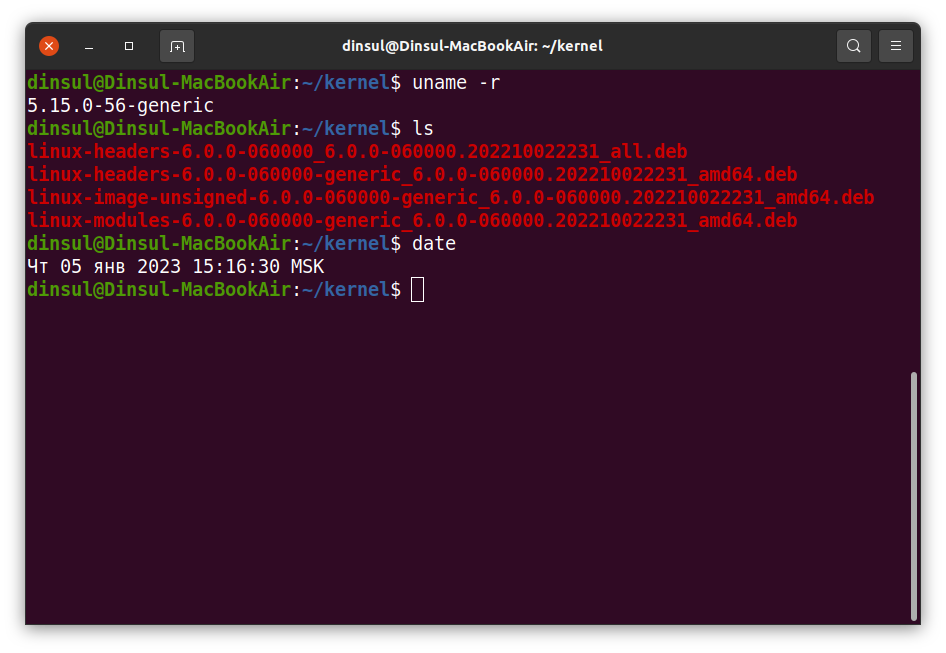 dinsul@Dinsul-MacBookAir: ~/kernel
dinsul@Dinsul-MacBookAir:~/kernel$ uname -r
5.15.0-56-generic
dinsul@Dinsul-MacBookAir:~/kernel$ ls
linux-headers-6.0.0-060000_6.0.0-060000.202210022231_all.deb
linux-headers-6.0.0-060000-generic_6.0.0-060000.202210022231_amd64.deb
linux-image-unsigned-6.0.0-060000-generic_6.0.0-060000.202210022231_amd64.deb
linux-modules-6.0.0-060000-generic_6.0.0-060000.202210022231_amd64.deb
dinsul@Dinsul-MacBookAir:~/kernel$ date
Чт 05 янв 2023 15:16:30 MSK
dinsul@Dinsul-MacBookAir:~/kernel$